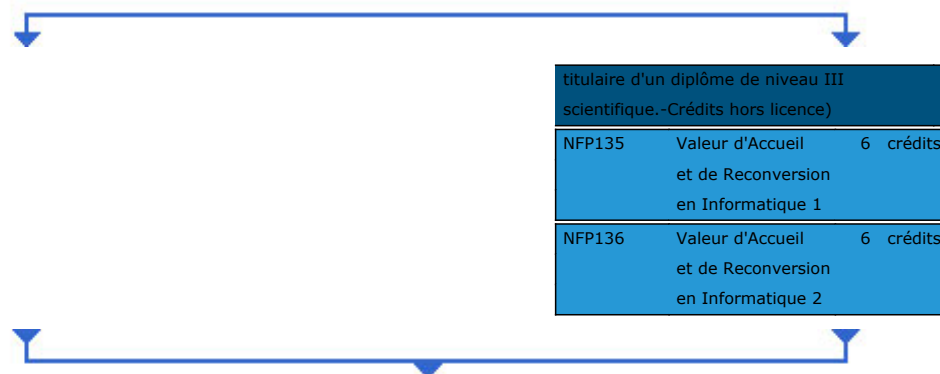 titulaire d'un diplôme de niveau III
scientifique.-Crédits hors licence)
NFP135 Valeur d'Accueil 6 crédits
et de Reconversion
en Informatique 1
NFP136 Valeur d'Accueil 6 crédits
et de Reconversion
en Informatique 2